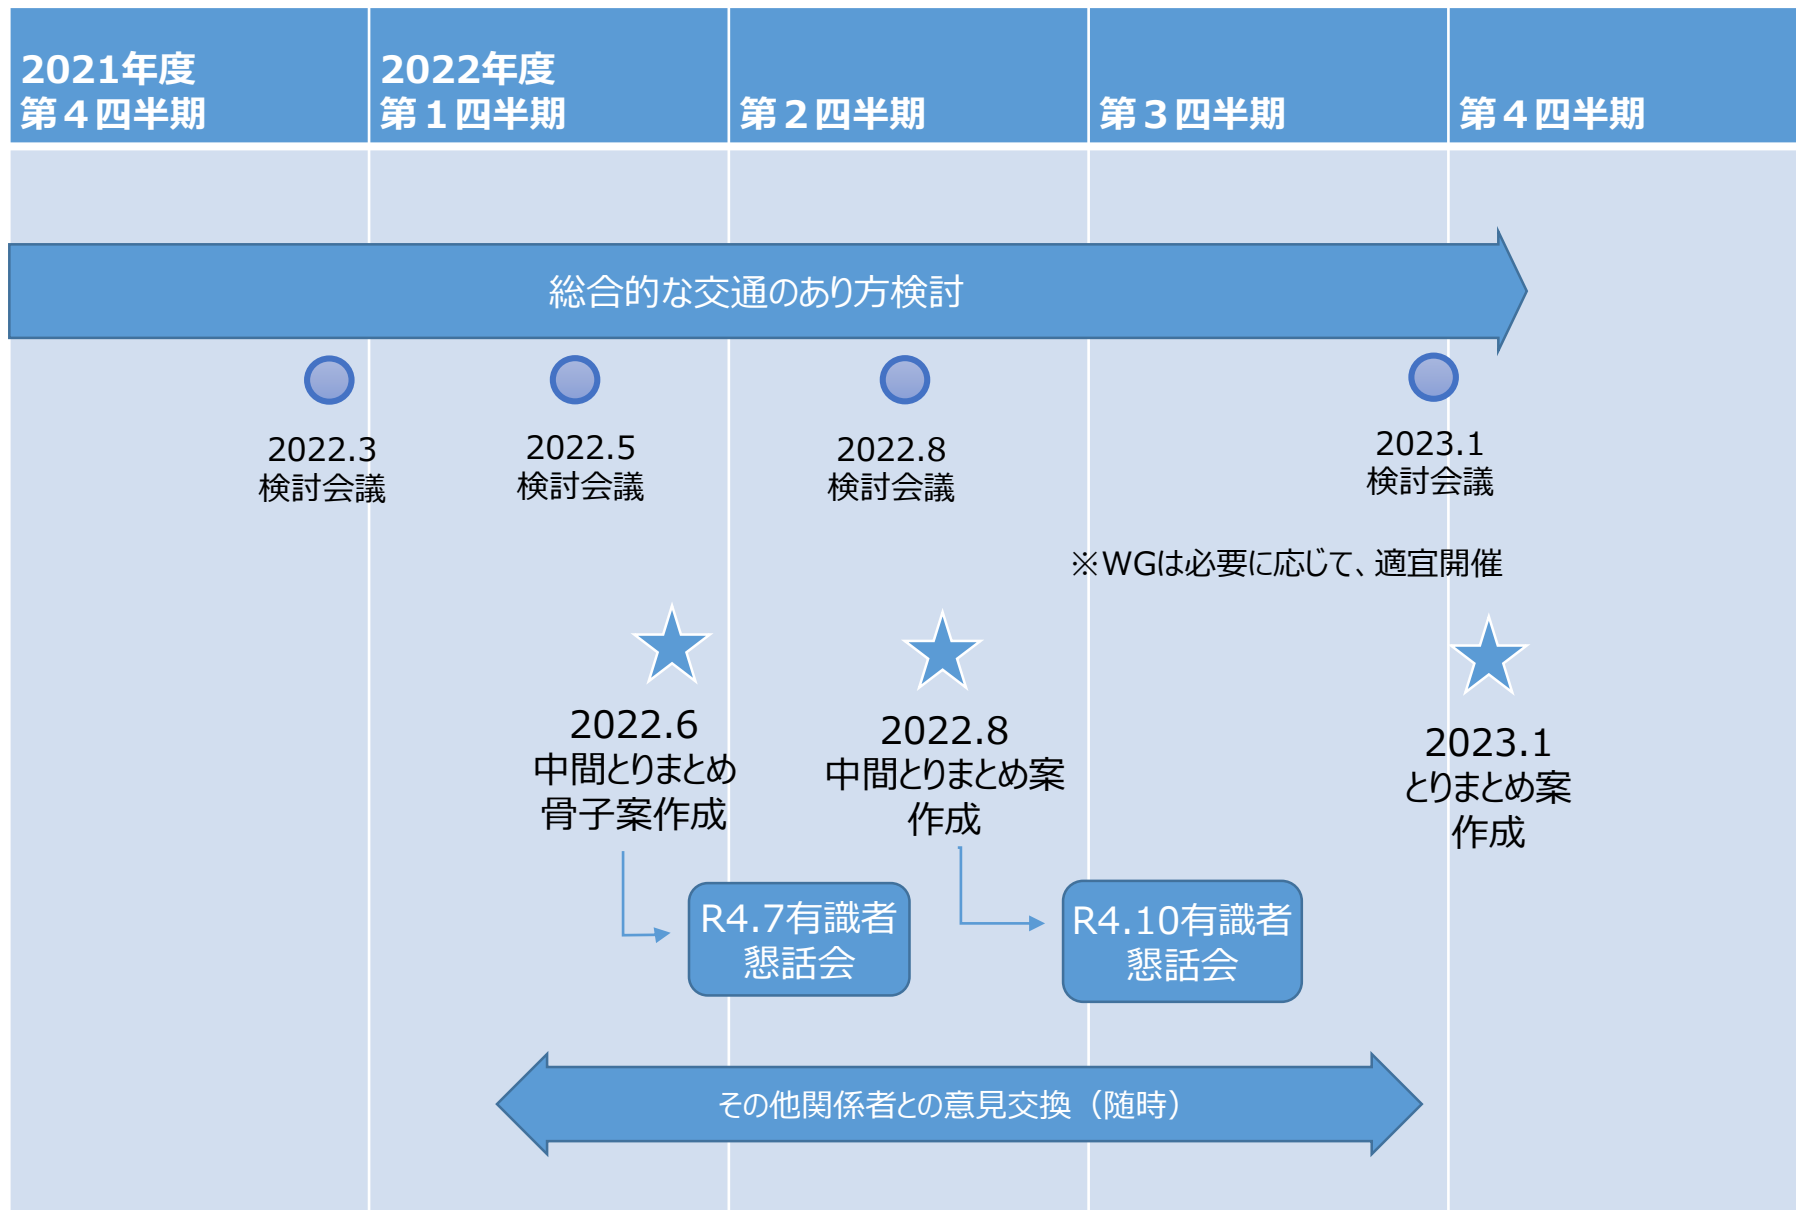 2021年度
第４四半期
2022年度
第１四半期
第２四半期
第３四半期
第４四半期
総合的な交通のあり方検討
2022.3
検討会議
2022.5
検討会議
2022.8
検討会議
2023.1
検討会議
※WGは必要に応じて、適宜開催
2022.6
中間とりまとめ
骨子案作成
2022.8
中間とりまとめ案
作成
2023.1
とりまとめ案
作成
R4.7有識者
懇話会
R4.10有識者
懇話会
その他関係者との意見交換（随時）